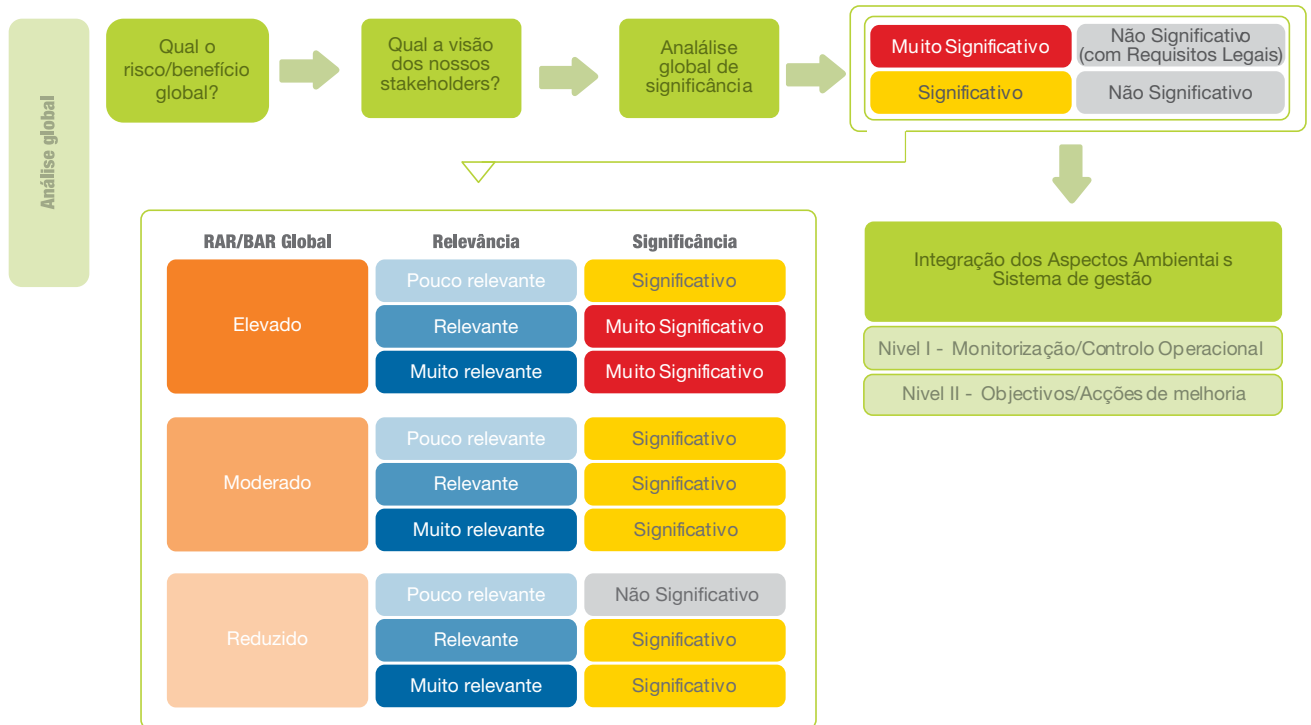 Análise global
Qual o
risco/benefício
global?
Qual a visão
dos nossos
stakeholders?
Analálise
global de
significância
Muito Significativo
Não Significativo
(com Requisitos Legais)
Significativo
Não Significativo
RAR/BAR Global
Relevância
Significância
Elevado
Pouco relevante
Significativo
Relevante
Muito Significativo
Muito relevante
Muito Significativo
Moderado
Pouco relevante
Significativo
Relevante
Significativo
Muito relevante
Significativo
Reduzido
Pouco relevante
Não Significativo
Relevante
Significativo
Muito relevante
Significativo
Integração dos Aspectos Ambientais
Sistema de gestão
Nivel I - Monitorização/Controlo Operacional
Nivel II - Objectivos/Acções de melhoria